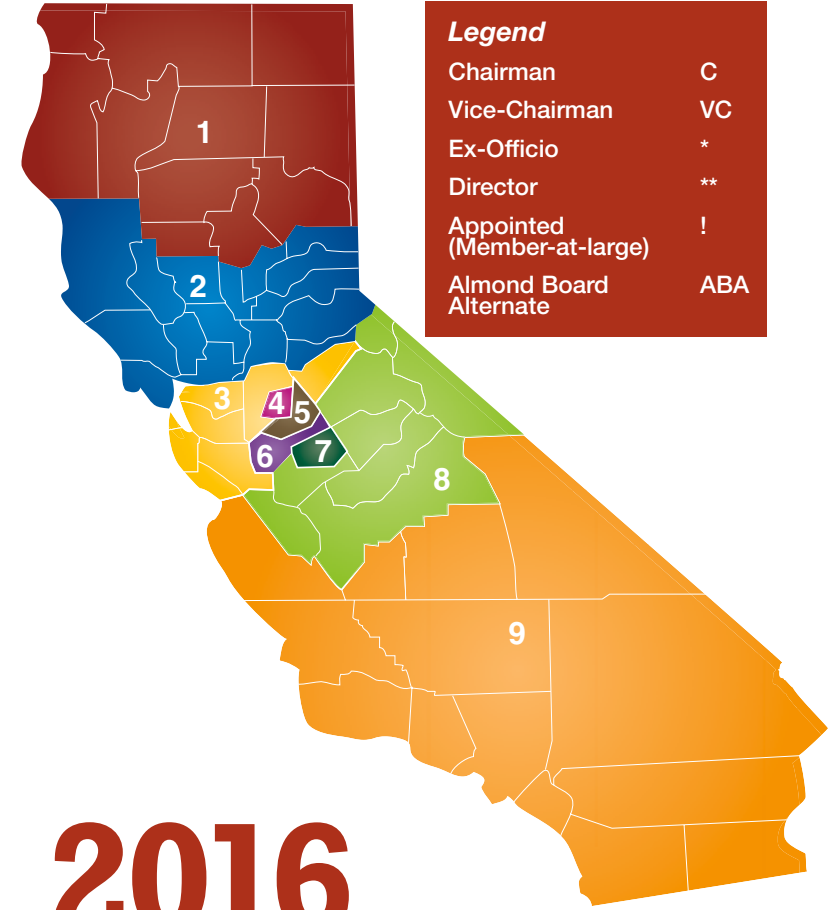 Legend
Chairman C
Vice-Chairman VC
Ex-Officio *
Director **
Appointed
(Member-at-large) !
Almond Board
Alternate ABA
1
2
3
4
5
6
7
8
9
2016